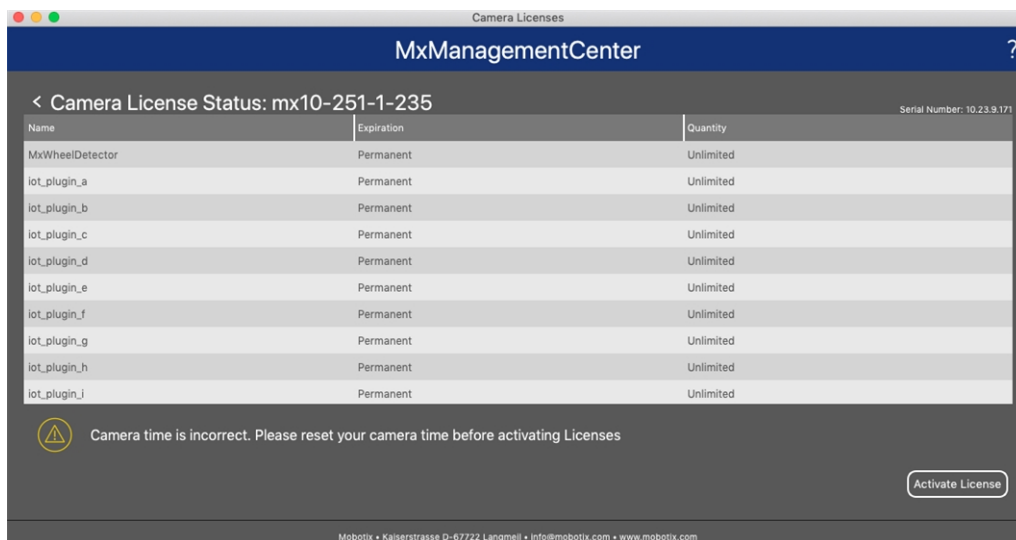 Camera Licenses
MxManagementCenter
?
< Camera License Status: mx10-251-1-235
Serial Number: 10.23.9.171
Name Expiration Quantity
MxWheelDetector Permanent Unlimited
iot_plugin_a Permanent Unlimited
iot_plugin_b Permanent Unlimited
iot_plugin_c Permanent Unlimited
iot_plugin_d Permanent Unlimited
iot_plugin_e Permanent Unlimited
iot_plugin_f Permanent Unlimited
iot_plugin_g Permanent Unlimited
iot_plugin_h Permanent Unlimited
iot_plugin_i Permanent Unlimited
Camera time is incorrect. Please reset your camera time before activating Licenses
Activate License
Mobotix • Kaiserstrasse D-67722 Langmeil • info@mobotix.com • www.mobotix.com